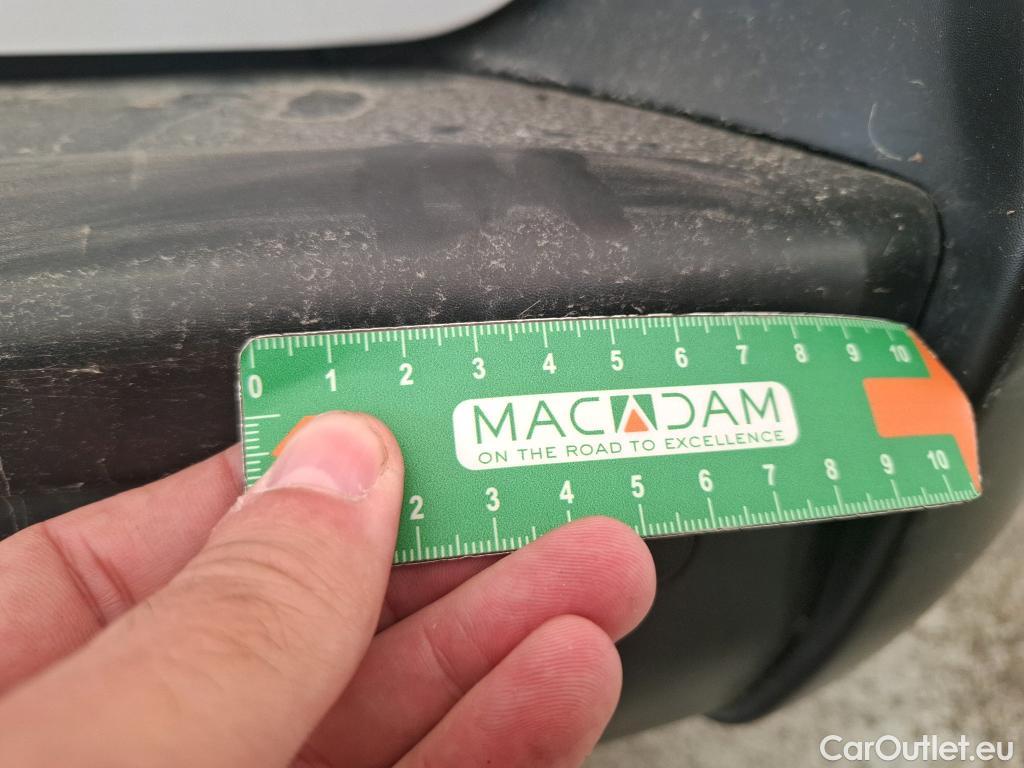 0 1 2 3 4 5 6 7 8 9 10
MACADAM
ON THE ROAD TO EXCELLENCE
2 3 4 5 6 7 8 9 10
CarOutlet.eu